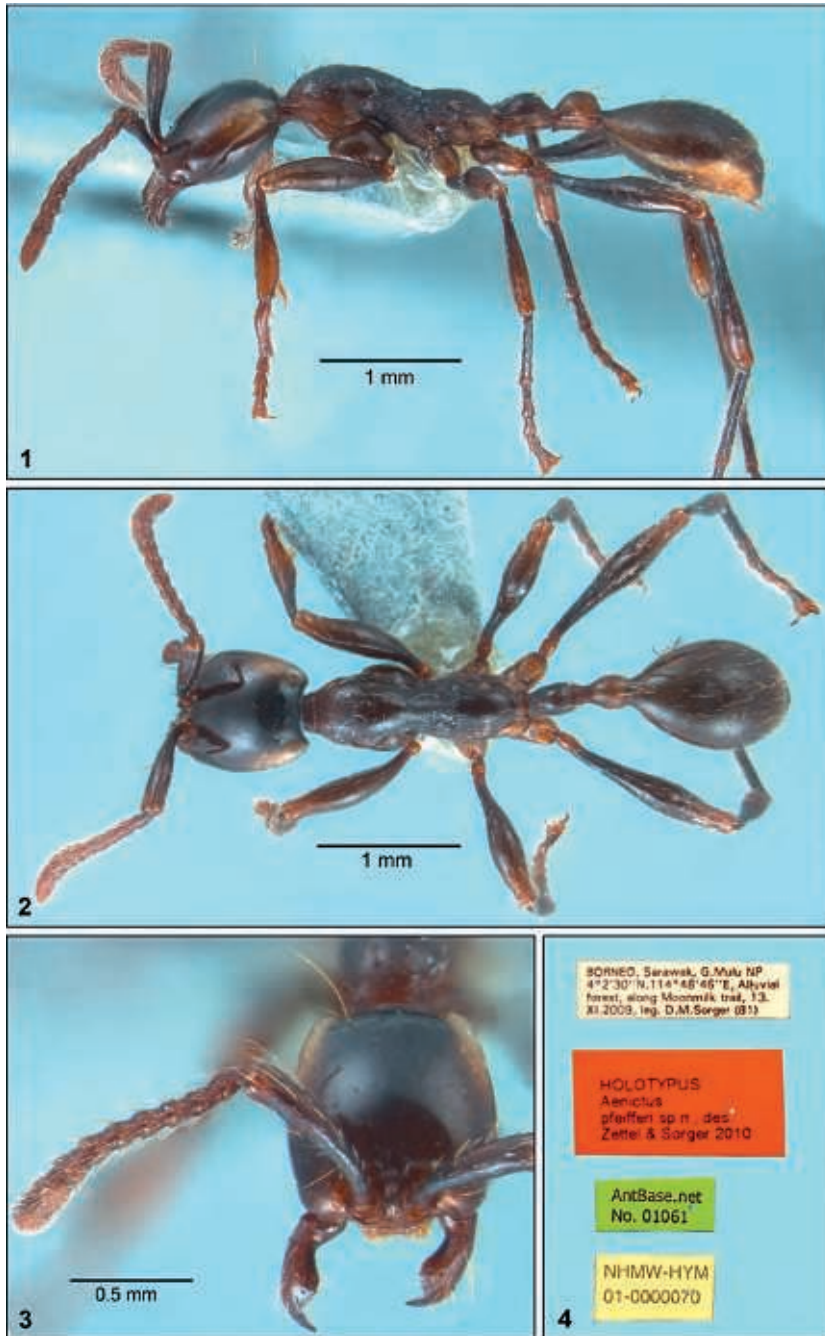 1 mm
1
1 mm
2
0.5 mm
3
BORNEO, Sarawak, G.Mulu NP
4°2'30''N,114°48'46''E, Alluvial
forest, along Moonmilk trail, 13.
XI.2009, leg. D.M.Sorger (81)
HOLOTYPUS
Aenictus
pfeifferi sp n , des
Zettel & Sorger 2010
AntBase.net
No. 01061
NHMW-HYM
01-0000070
4